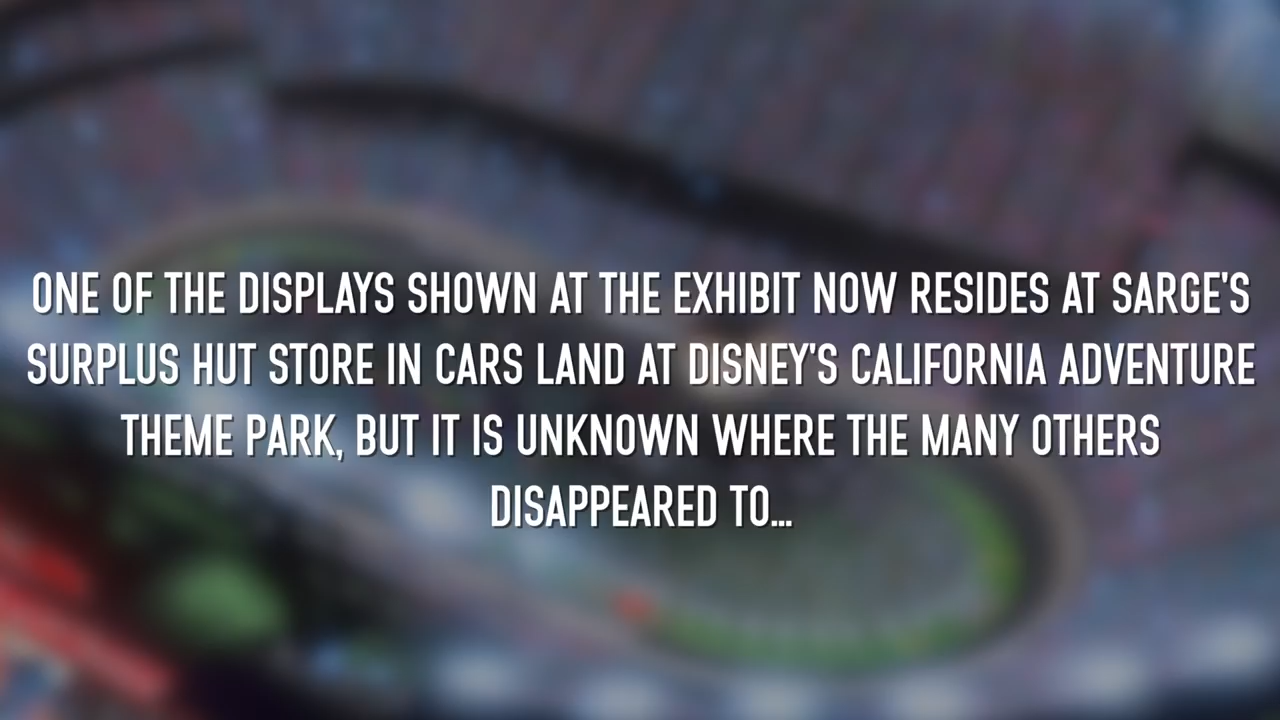 ONE OF THE DISPLAYS SHOWN AT THE EXHIBIT NOW RESIDES AT SARGE'S
SURPLUS HUT STORE IN CARS LAND AT DISNEY'S CALIFORNIA ADVENTURE
THEME PARK, BUT IT IS UNKNOWN WHERE THE MANY OTHERS
DISAPPEARED TO...